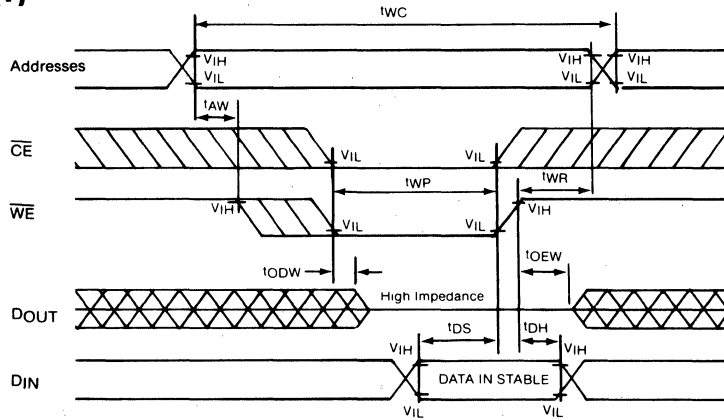 tWC
Addresses
VIH
VIL
VIH
VIL
VIH
VIL
tAW
CE
VIL
VIL
tWP
tWR
WE
VIH
VIL
VIL
VIH
tODW
tOEW
DOUT
High Impedance
tDS
tDH
DIN
VIH
DATA IN STABLE
VIH
VIL
VIL